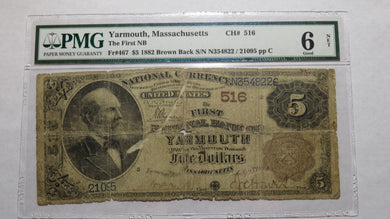 PMG
PAPER MONEY GUARANTY
Yarmouth, Massachusetts
CH# 516
The First NB
Fr#467 $5 1882 Brown Back S/N N354822 / 21095 pp C
6
NET
Good
NATIONAL CURRENCY
N354822
516
THE
FIRST
5
YARMOUTH
Five Dollars
MASSACHUSETTS
21095
5